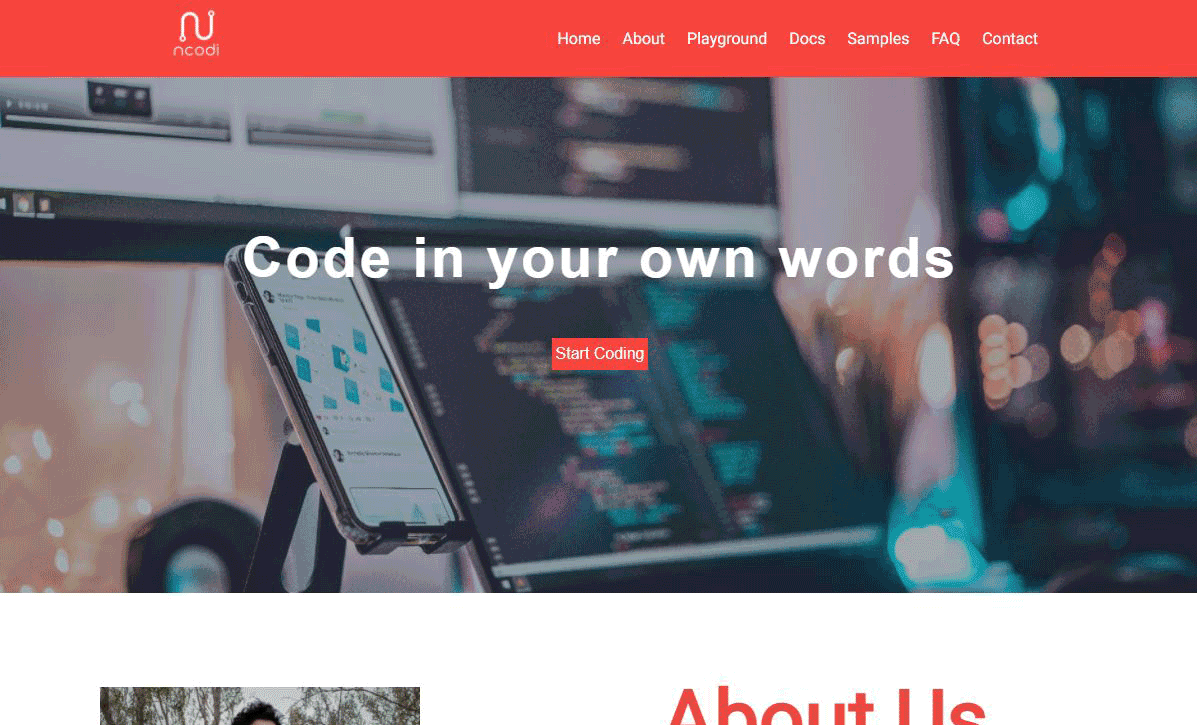 ncodi
Home About Playground Docs Samples FAQ Contact
Code in your own words
Start Coding
About Us